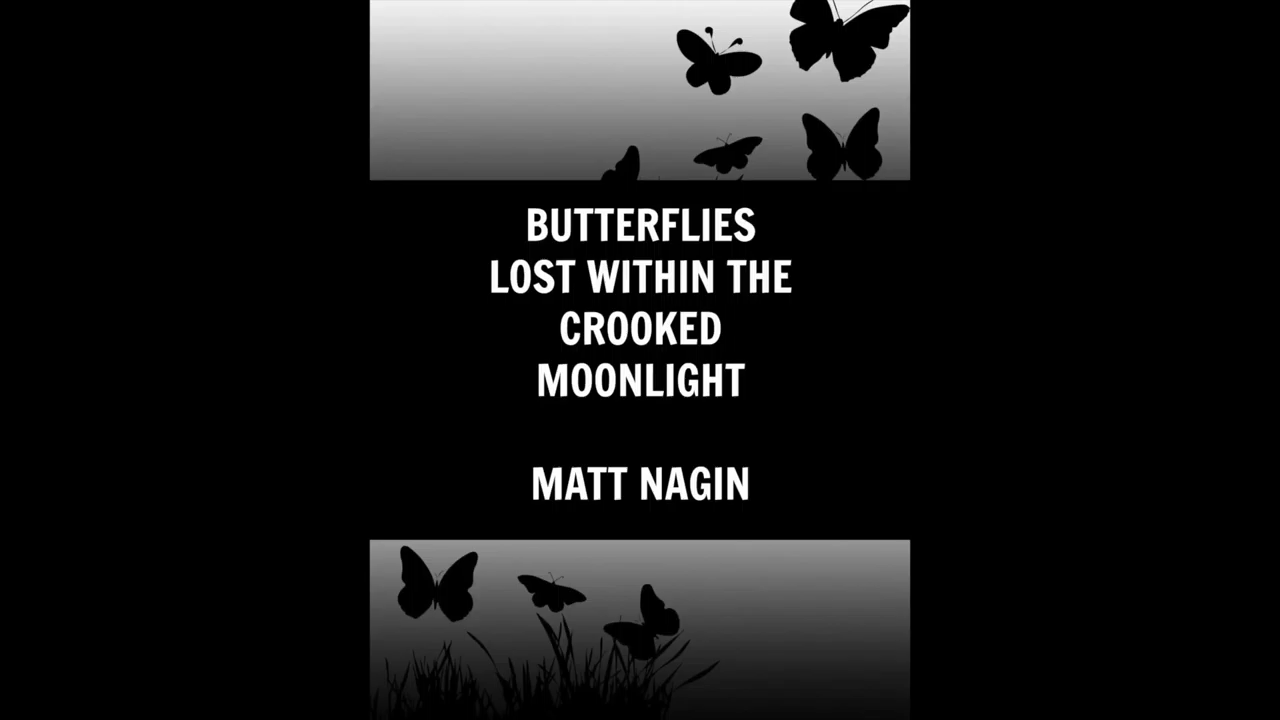 BUTTERFLIES
LOST WITHIN THE
CROOKED
MOONLIGHT
MATT NAGIN